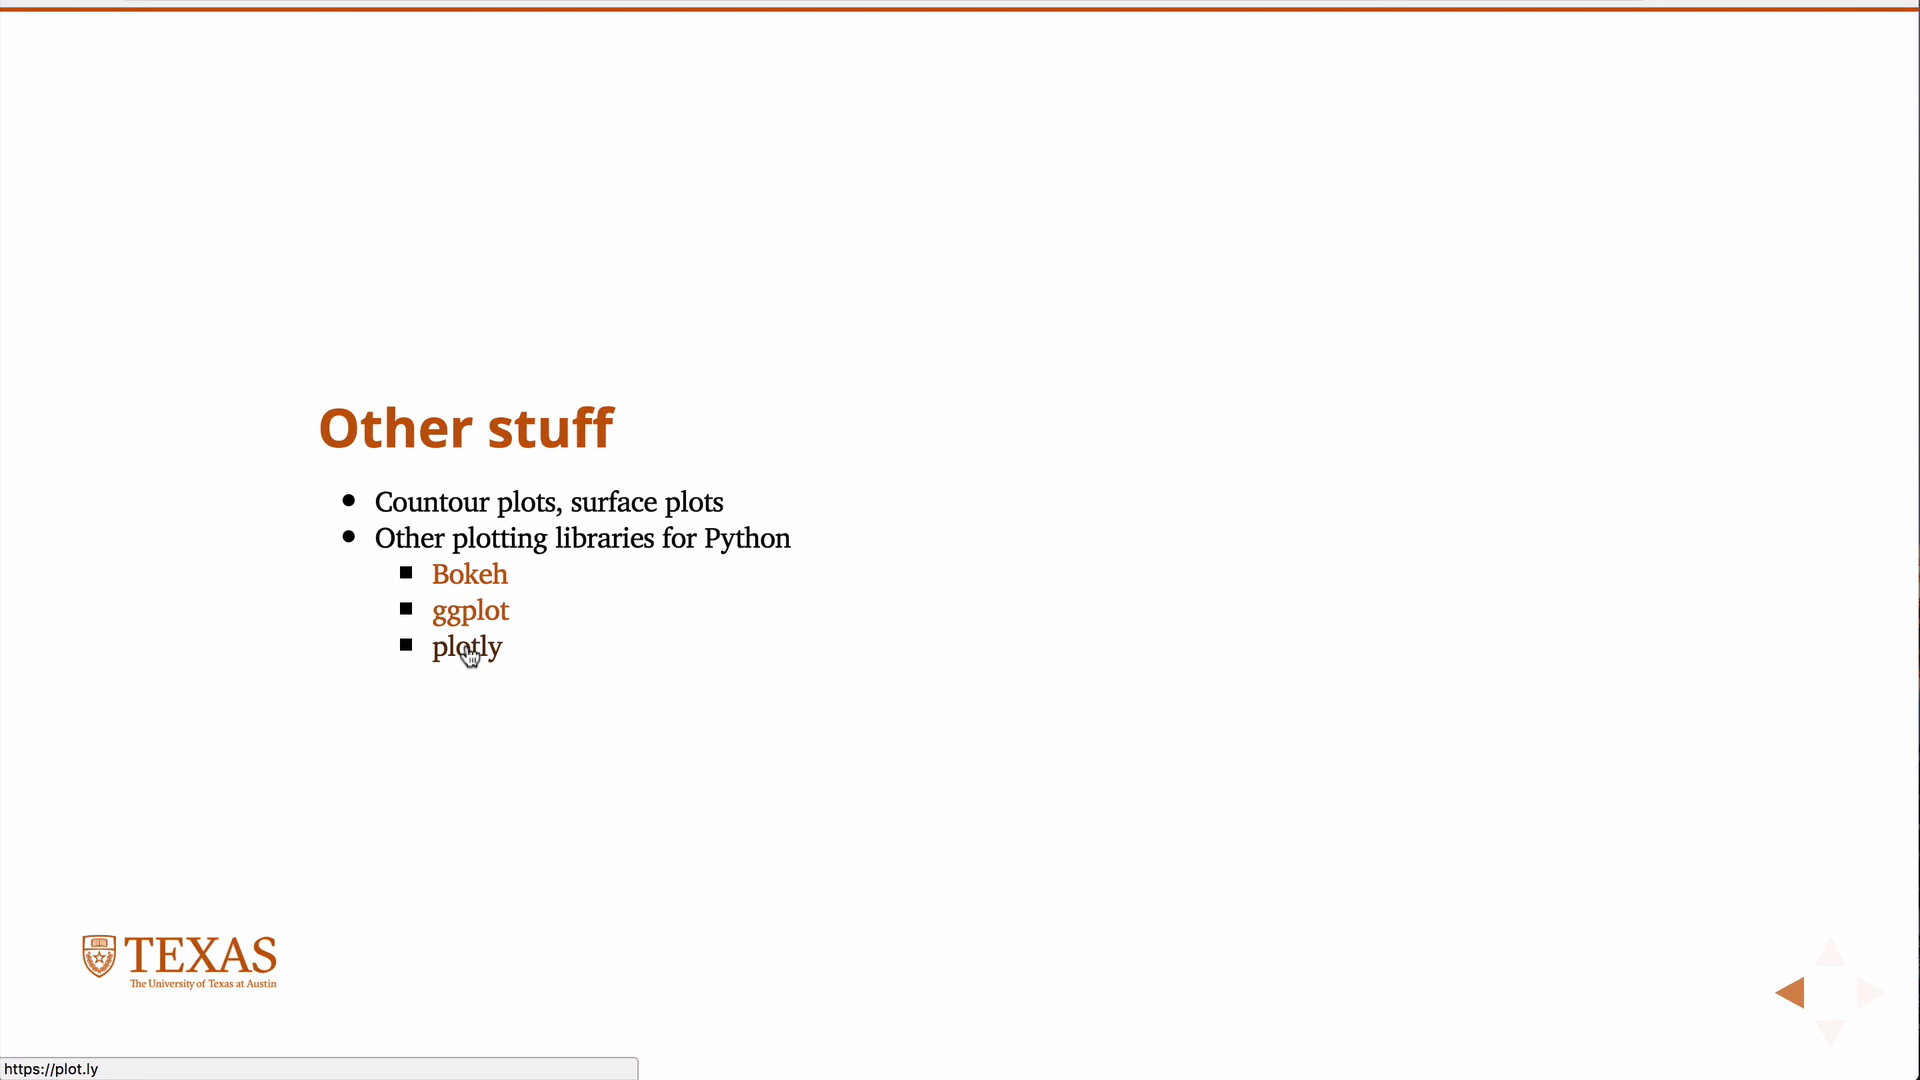 Other stuff
Countour plots, surface plots
Other plotting libraries for Python
Bokeh
ggplot
plotly
TEXAS
The University of Texas at Austin
https://plot.ly